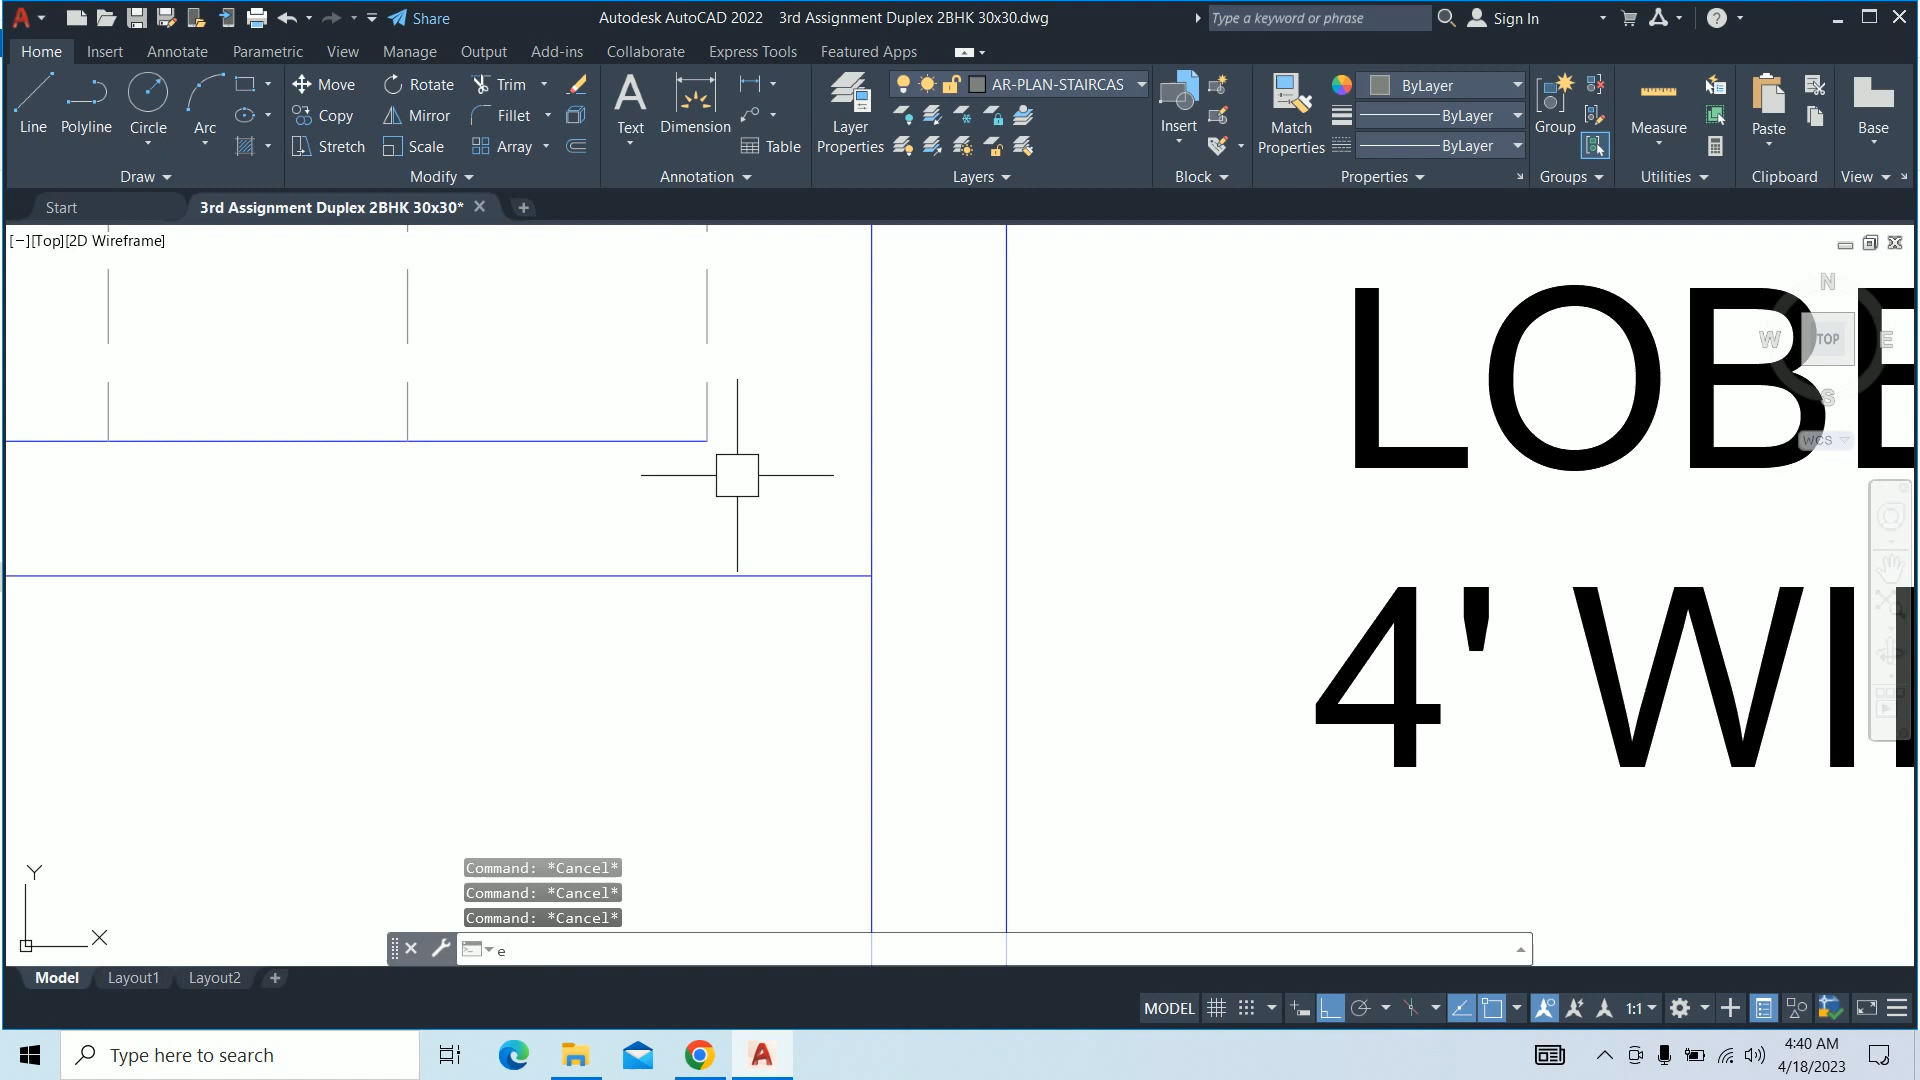 Share
Autodesk AutoCAD 2022 3rd Assignment Duplex 2BHK 30x30.dwg
Type a keyword or phrase
Sign In
Home Insert Annotate Parametric View Manage Output Add-ins Collaborate Express Tools Featured Apps
Line
Polyline
Circle
Arc
Draw
Move
Rotate
Trim
Copy
Mirror
Fillet
Stretch
Scale
Array
Modify
Text
Dimension
Table
Annotation
Layer
Properties
AR-PLAN-STAIRCAS
Layers
Insert
Block
Match
Properties
ByLayer
ByLayer
ByLayer
Properties
Group
Groups
Measure
Utilities
Paste
Clipboard
Base
View
Start
3rd Assignment Duplex 2BHK 30x30*
[−][Top][2D Wireframe]
N
W TOP E
S
WCS
LOBE
4' WI
Y
X
Command: *Cancel*
Command: *Cancel*
Command: *Cancel*
e
Model Layout1 Layout2
MODEL
1:1
Type here to search
4:40 AM
4/18/2023